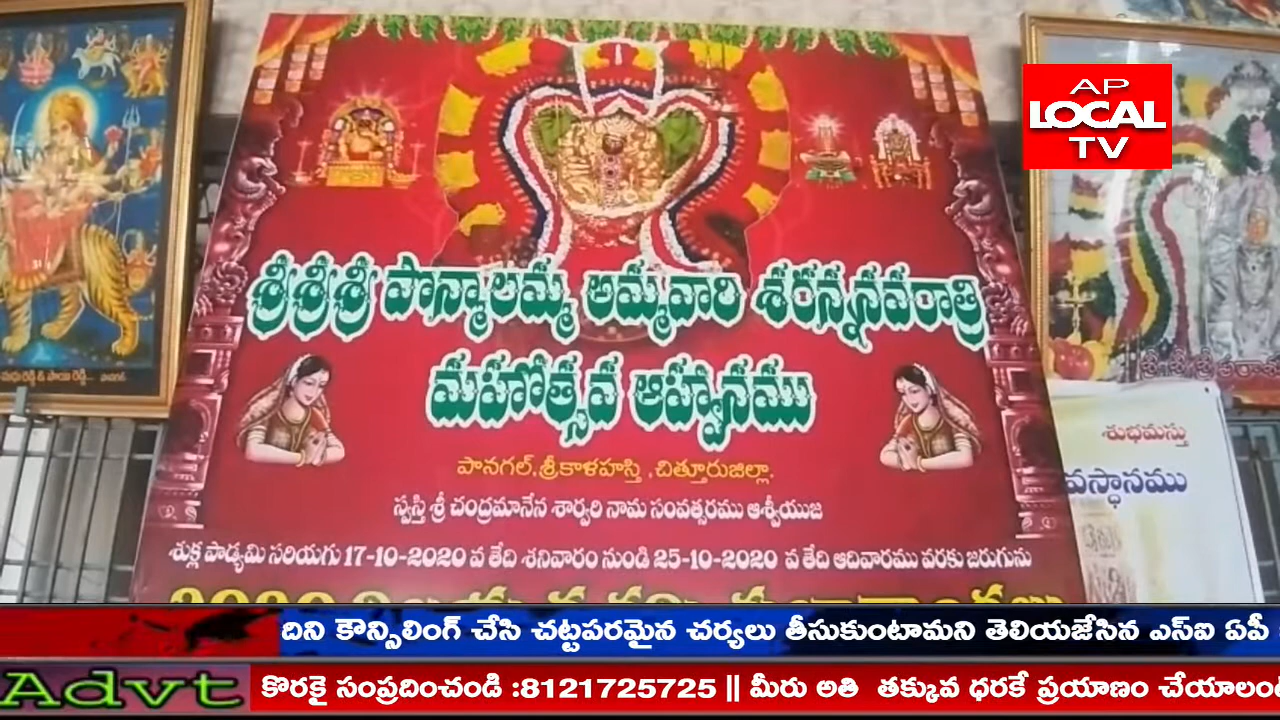 AP
LOCAL
TV
శ్రీశ్రీశ్రీ పొన్నాలమ్మ అమ్మవారి శరన్ననవరాత్రి
మహోత్సవ ఆహ్వానము
పానగల్,శ్రీకాళహస్తి ,చిత్తూరుజిల్లా.
స్వస్తి శ్రీ చంద్రమానేన శార్వరి నామ సంవత్సరము ఆశ్వీయుజ
శుక్ల పాడ్యమి సరియగు 17-10-2020 వ తేది శనివారం నుండి 25-10-2020 వ తేది ఆదివారము వరకు జరుగును
శుభమస్తు
వస్థానము
దిని కౌన్సిలింగ్ చేసి చట్టపరమైన చర్యలు తీసుకుంటామని తెలియజేసిన ఎస్ఐ ఏపీ
Advt
కొరకై సంప్రదించండి :8121725725 || మీరు అతి తక్కువ ధరకే ప్రయాణం చేయాలంటే